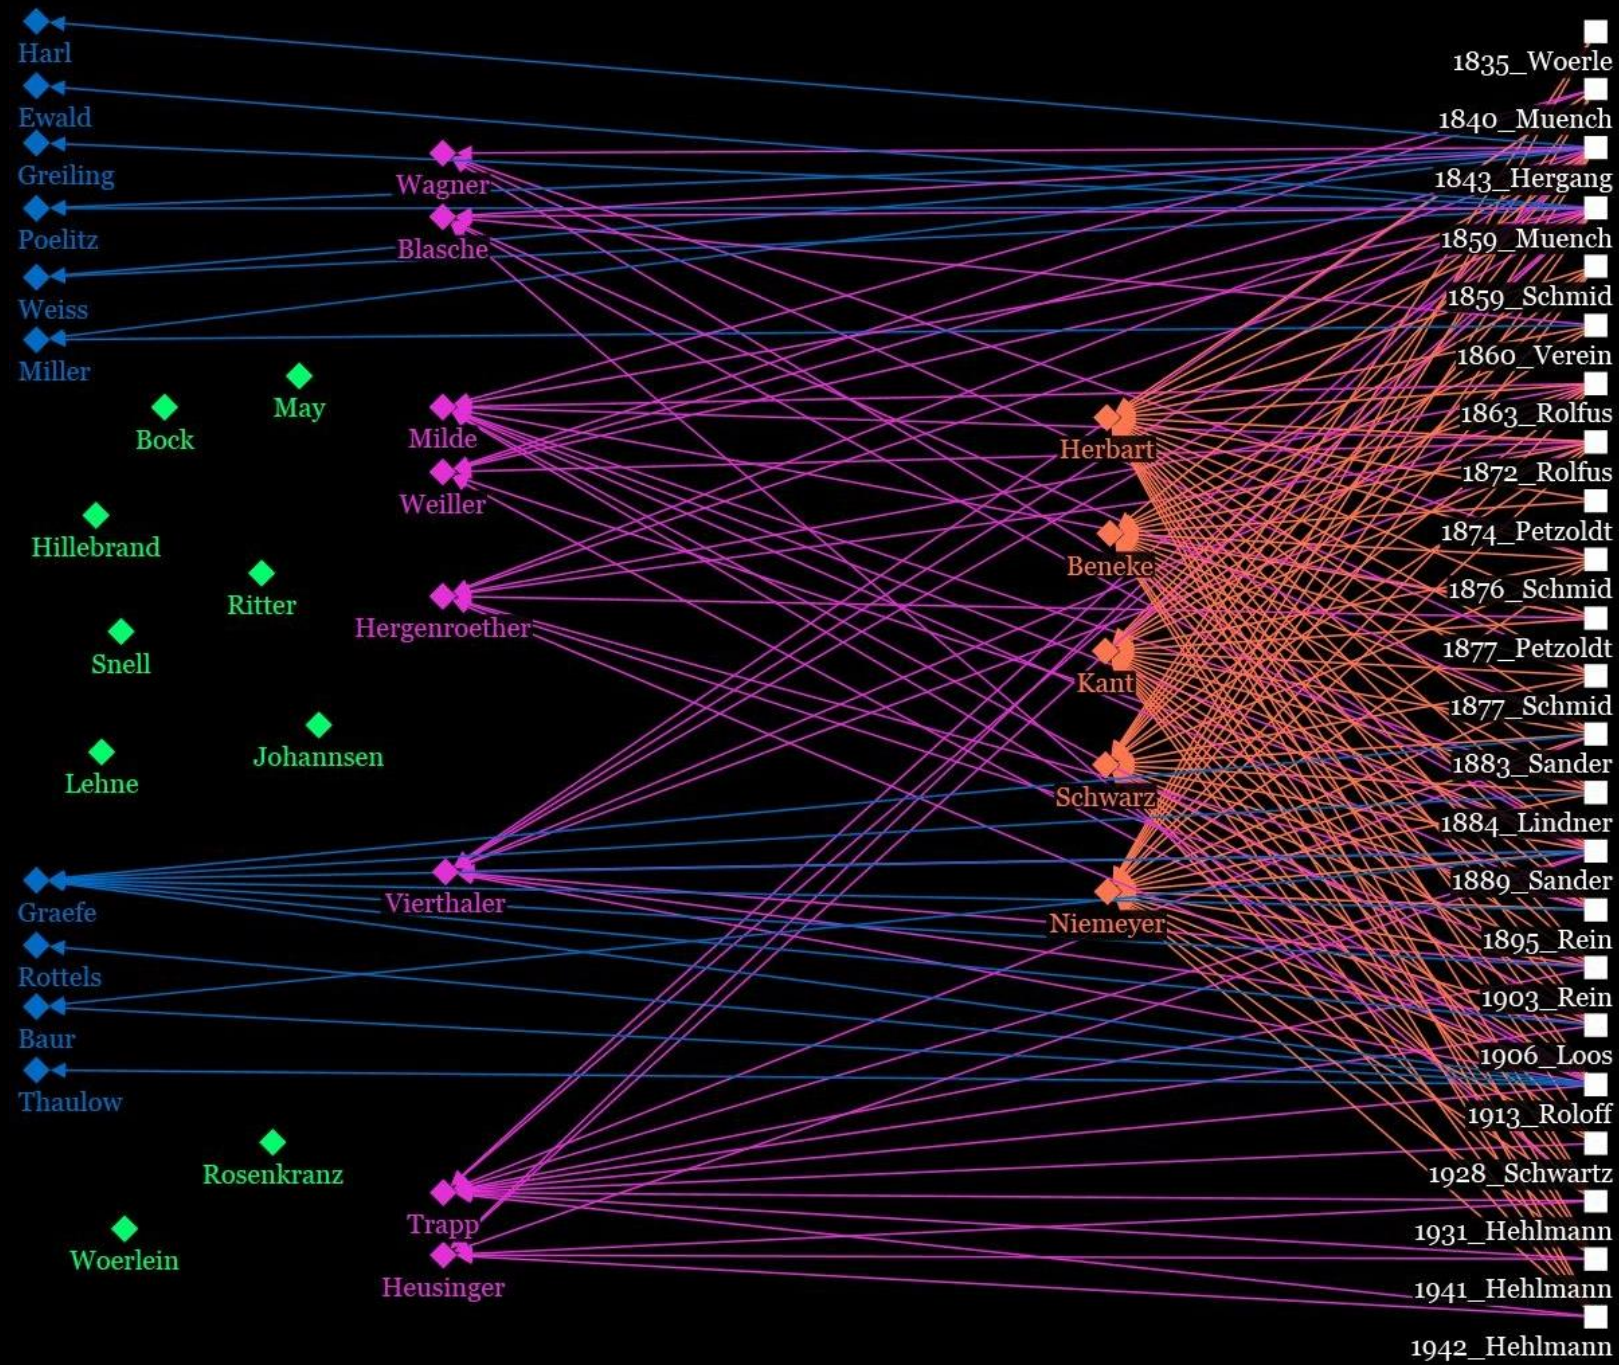 Harl
Ewald
Greiling
Poelitz
Weiss
Miller
May
Bock
Hillebrand
Ritter
Snell
Johannsen
Lehne
Graefe
Rottels
Baur
Thaulow
Rosenkranz
Woerlein
Wagner
Blasche
Milde
Weiller
Hergenroether
Vierthaler
Trapp
Heusinger
Herbart
Beneke
Kant
Schwarz
Niemeyer
1835_Woerle
1840_Muench
1843_Hergang
1859_Muench
1859_Schmid
1860_Verein
1863_Rolfus
1872_Rolfus
1874_Petzoldt
1876_Schmid
1877_Petzoldt
1877_Schmid
1883_Sander
1884_Lindner
1889_Sander
1895_Rein
1903_Rein
1906_Loos
1913_Roloff
1928_Schwartz
1931_Hehlmann
1941_Hehlmann
1942_Hehlmann